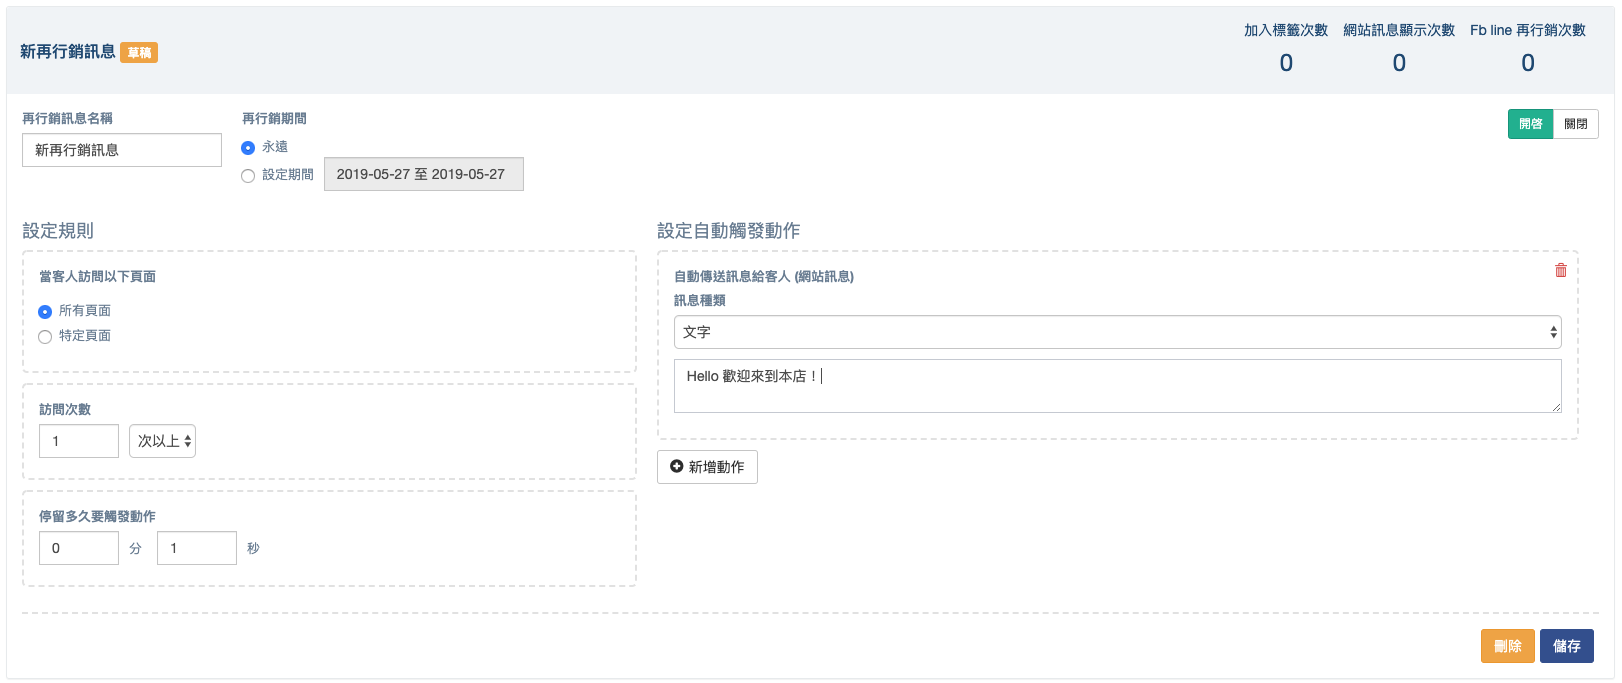 新再行銷訊息 草稿
加入標籤次數 網站訊息顯示次數 Fb line 再行銷次數
0 0 0
再行銷訊息名稱
新再行銷訊息
再行銷期間
永遠
設定期間 2019-05-27 至 2019-05-27
開啓 關閉
設定規則
當客人訪問以下頁面
所有頁面
特定頁面
訪問次數
1 次以上
停留多久要觸發動作
0 分 1 秒
設定自動觸發動作
自動傳送訊息給客人 (網站訊息)
訊息種類
文字
Hello 歡迎來到本店！
新增動作
刪除 儲存